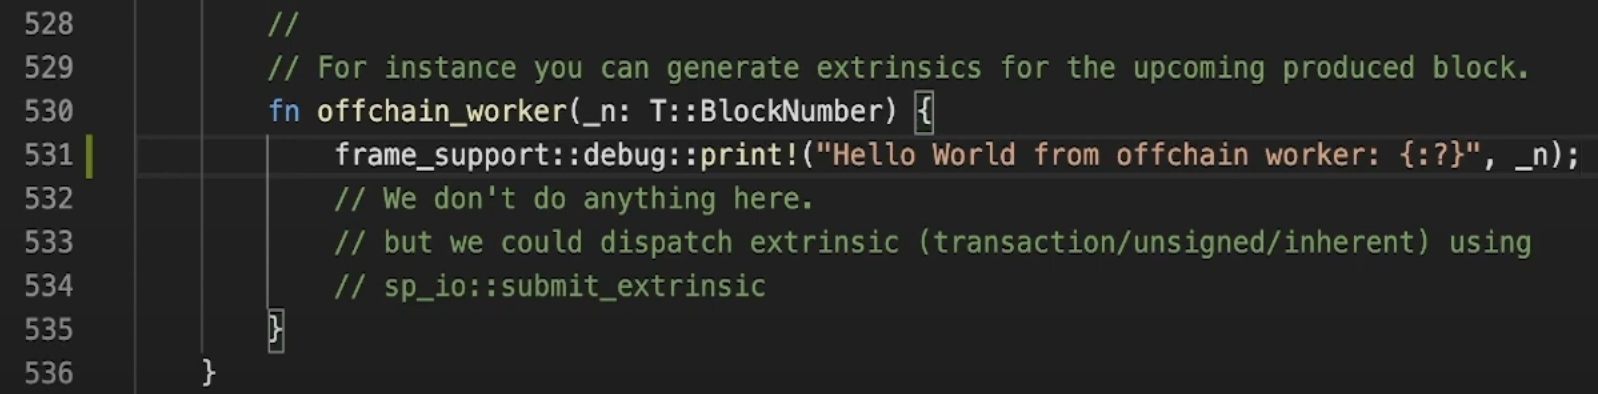 528 //
529 // For instance you can generate extrinsics for the upcoming produced block.
530 fn offchain_worker(_n: T::BlockNumber) {
531 frame_support::debug::print!("Hello World from offchain worker: {:?}", _n);
532 // We don't do anything here.
533 // but we could dispatch extrinsic (transaction/unsigned/inherent) using
534 // sp_io::submit_extrinsic
535 }
536 }